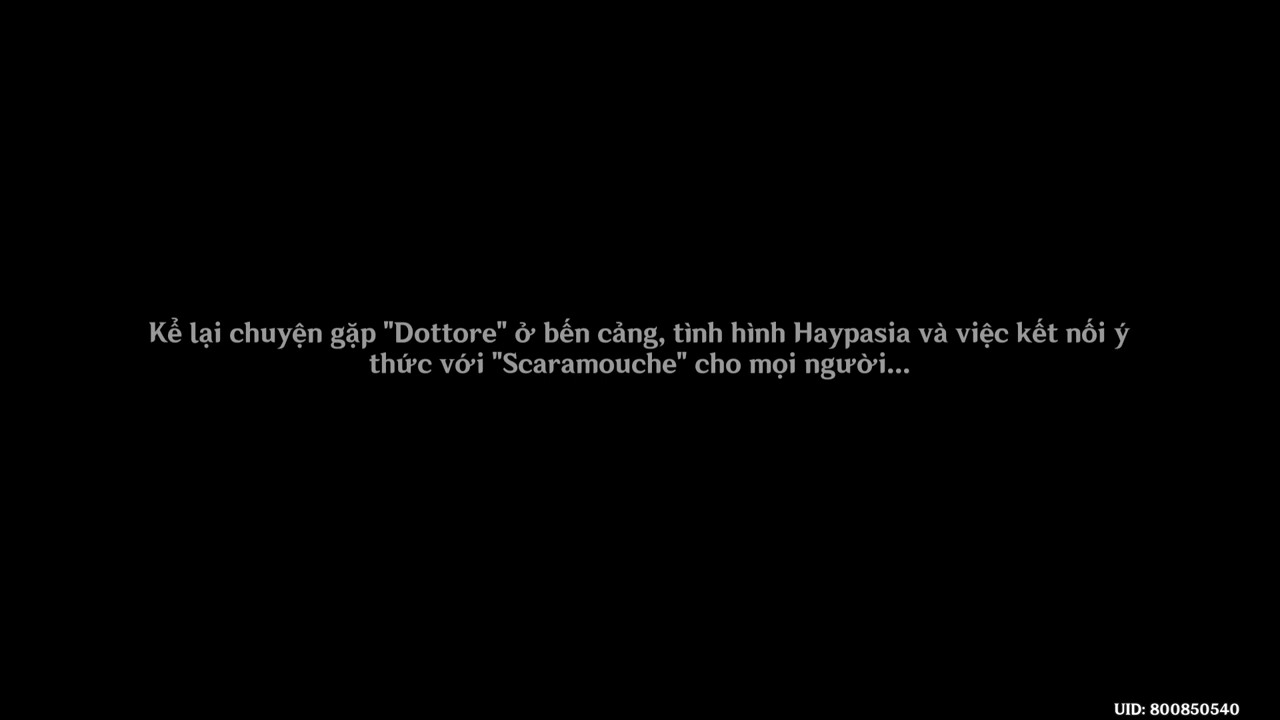 Kể lại chuyện gặp "Dottore" ở bến cảng, tình hình Haypasia và việc kết nối ý
thức với "Scaramouche" cho mọi người...
UID: 800850540